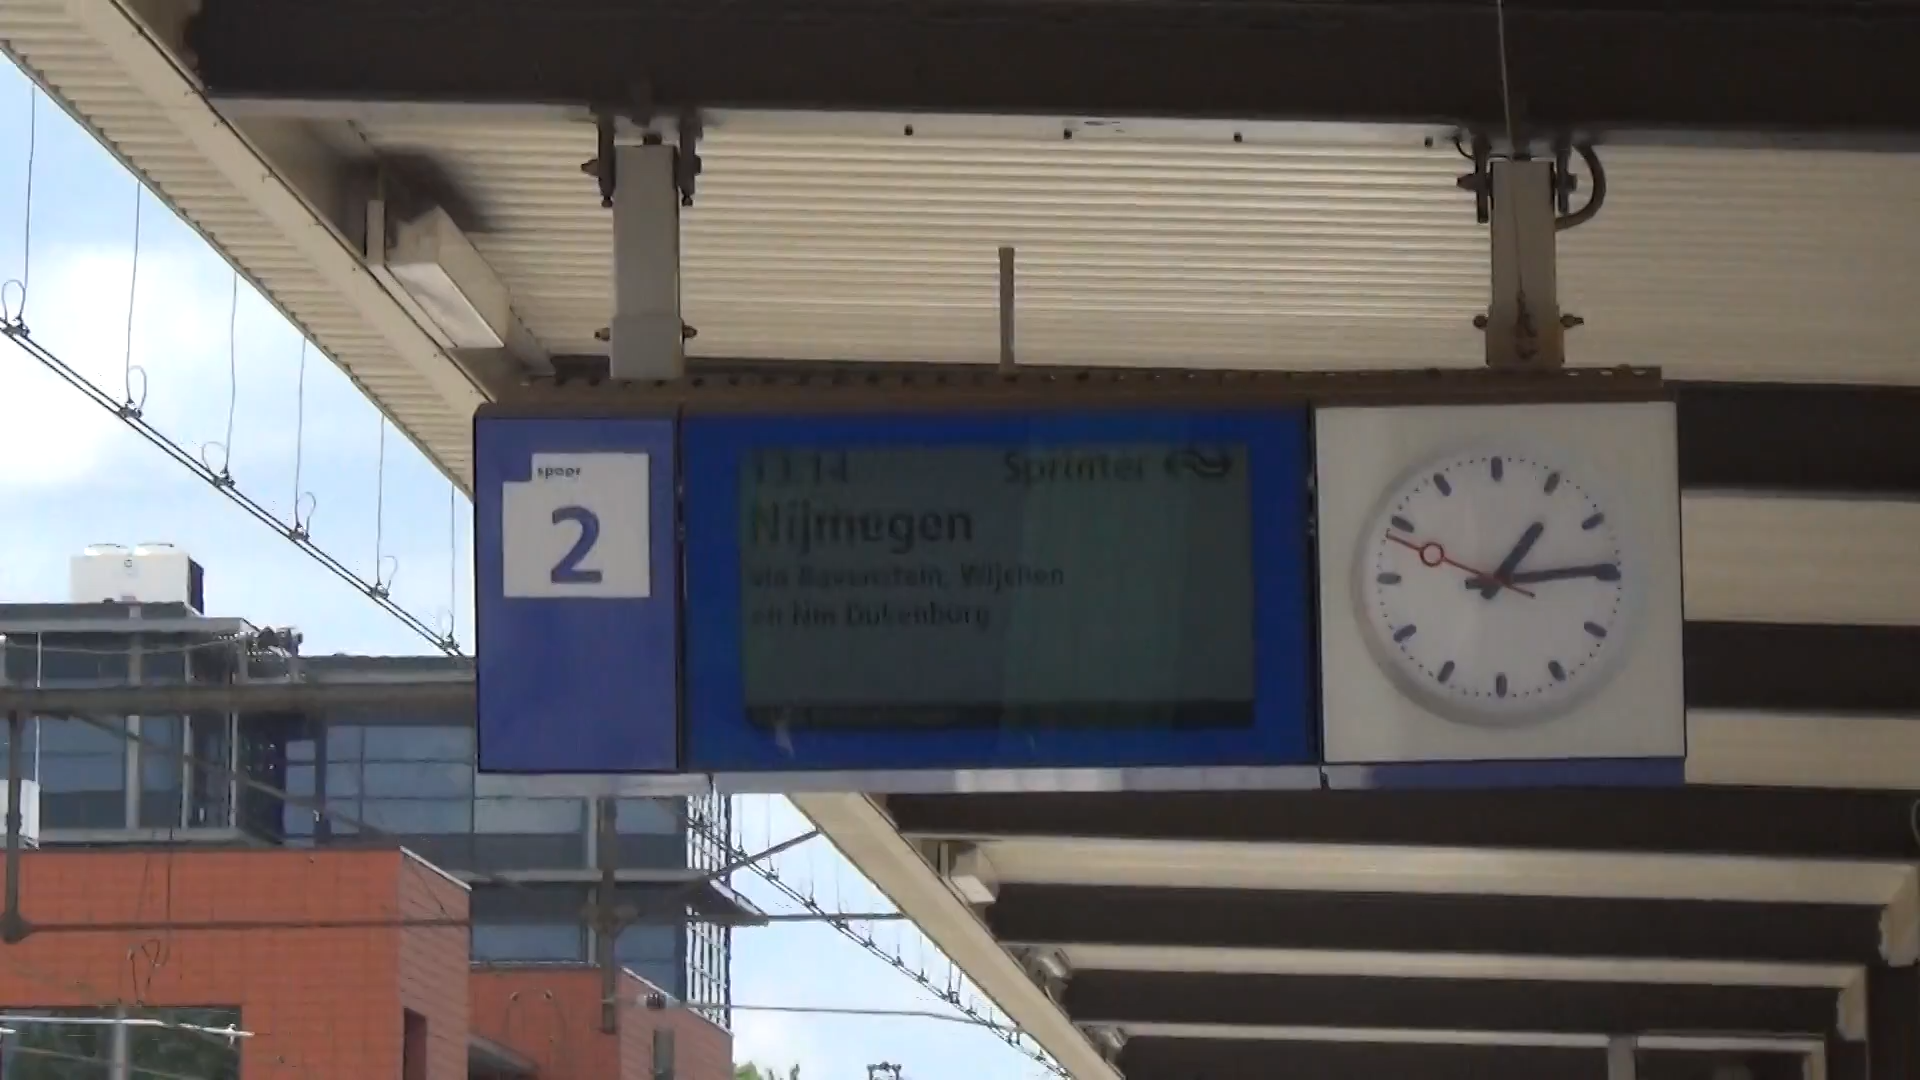 spoor
2
13:14 Sprinter
Nijmegen
via Ravenstein, Wijchen
en Nm Dukenburg